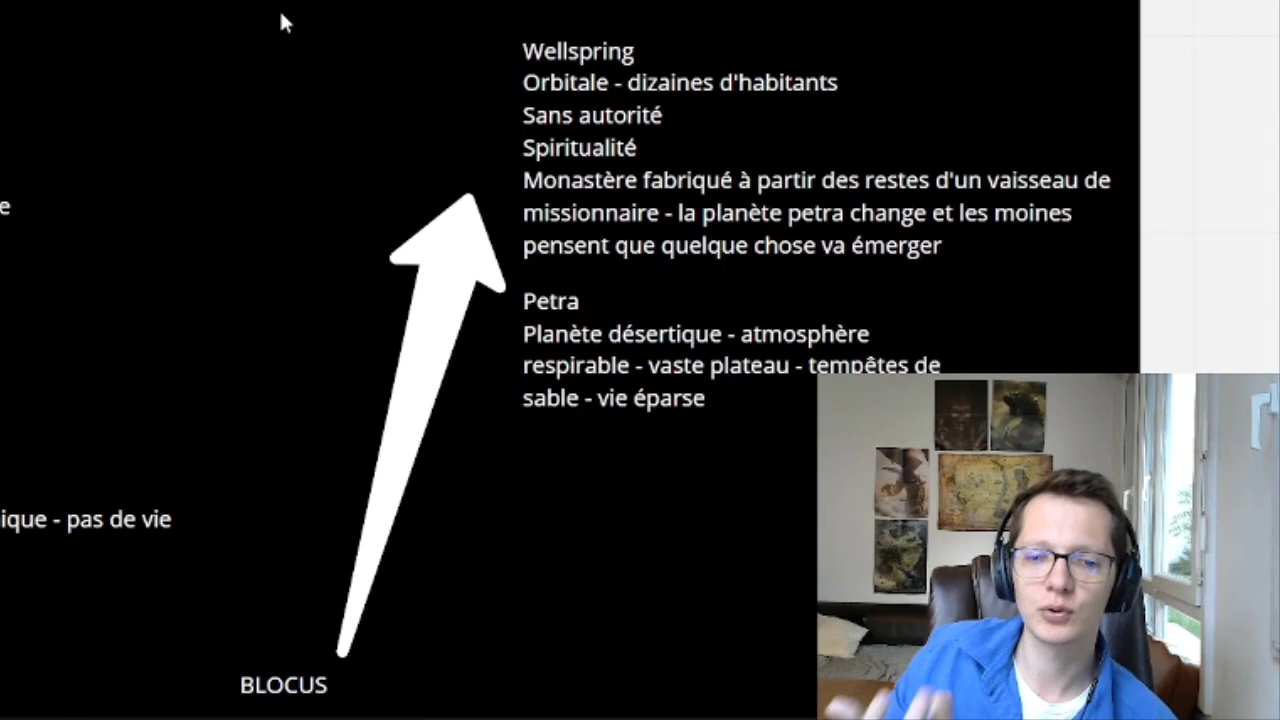 Wellspring
Orbitale - dizaines d'habitants
Sans autorité
Spiritualité
Monastère fabriqué à partir des restes d'un vaisseau de
missionnaire - la planète petra change et les moines
pensent que quelque chose va émerger
Petra
Planète désertique - atmosphère
respirable - vaste plateau - tempêtes de
sable - vie éparse
e
ique - pas de vie
BLOCUS